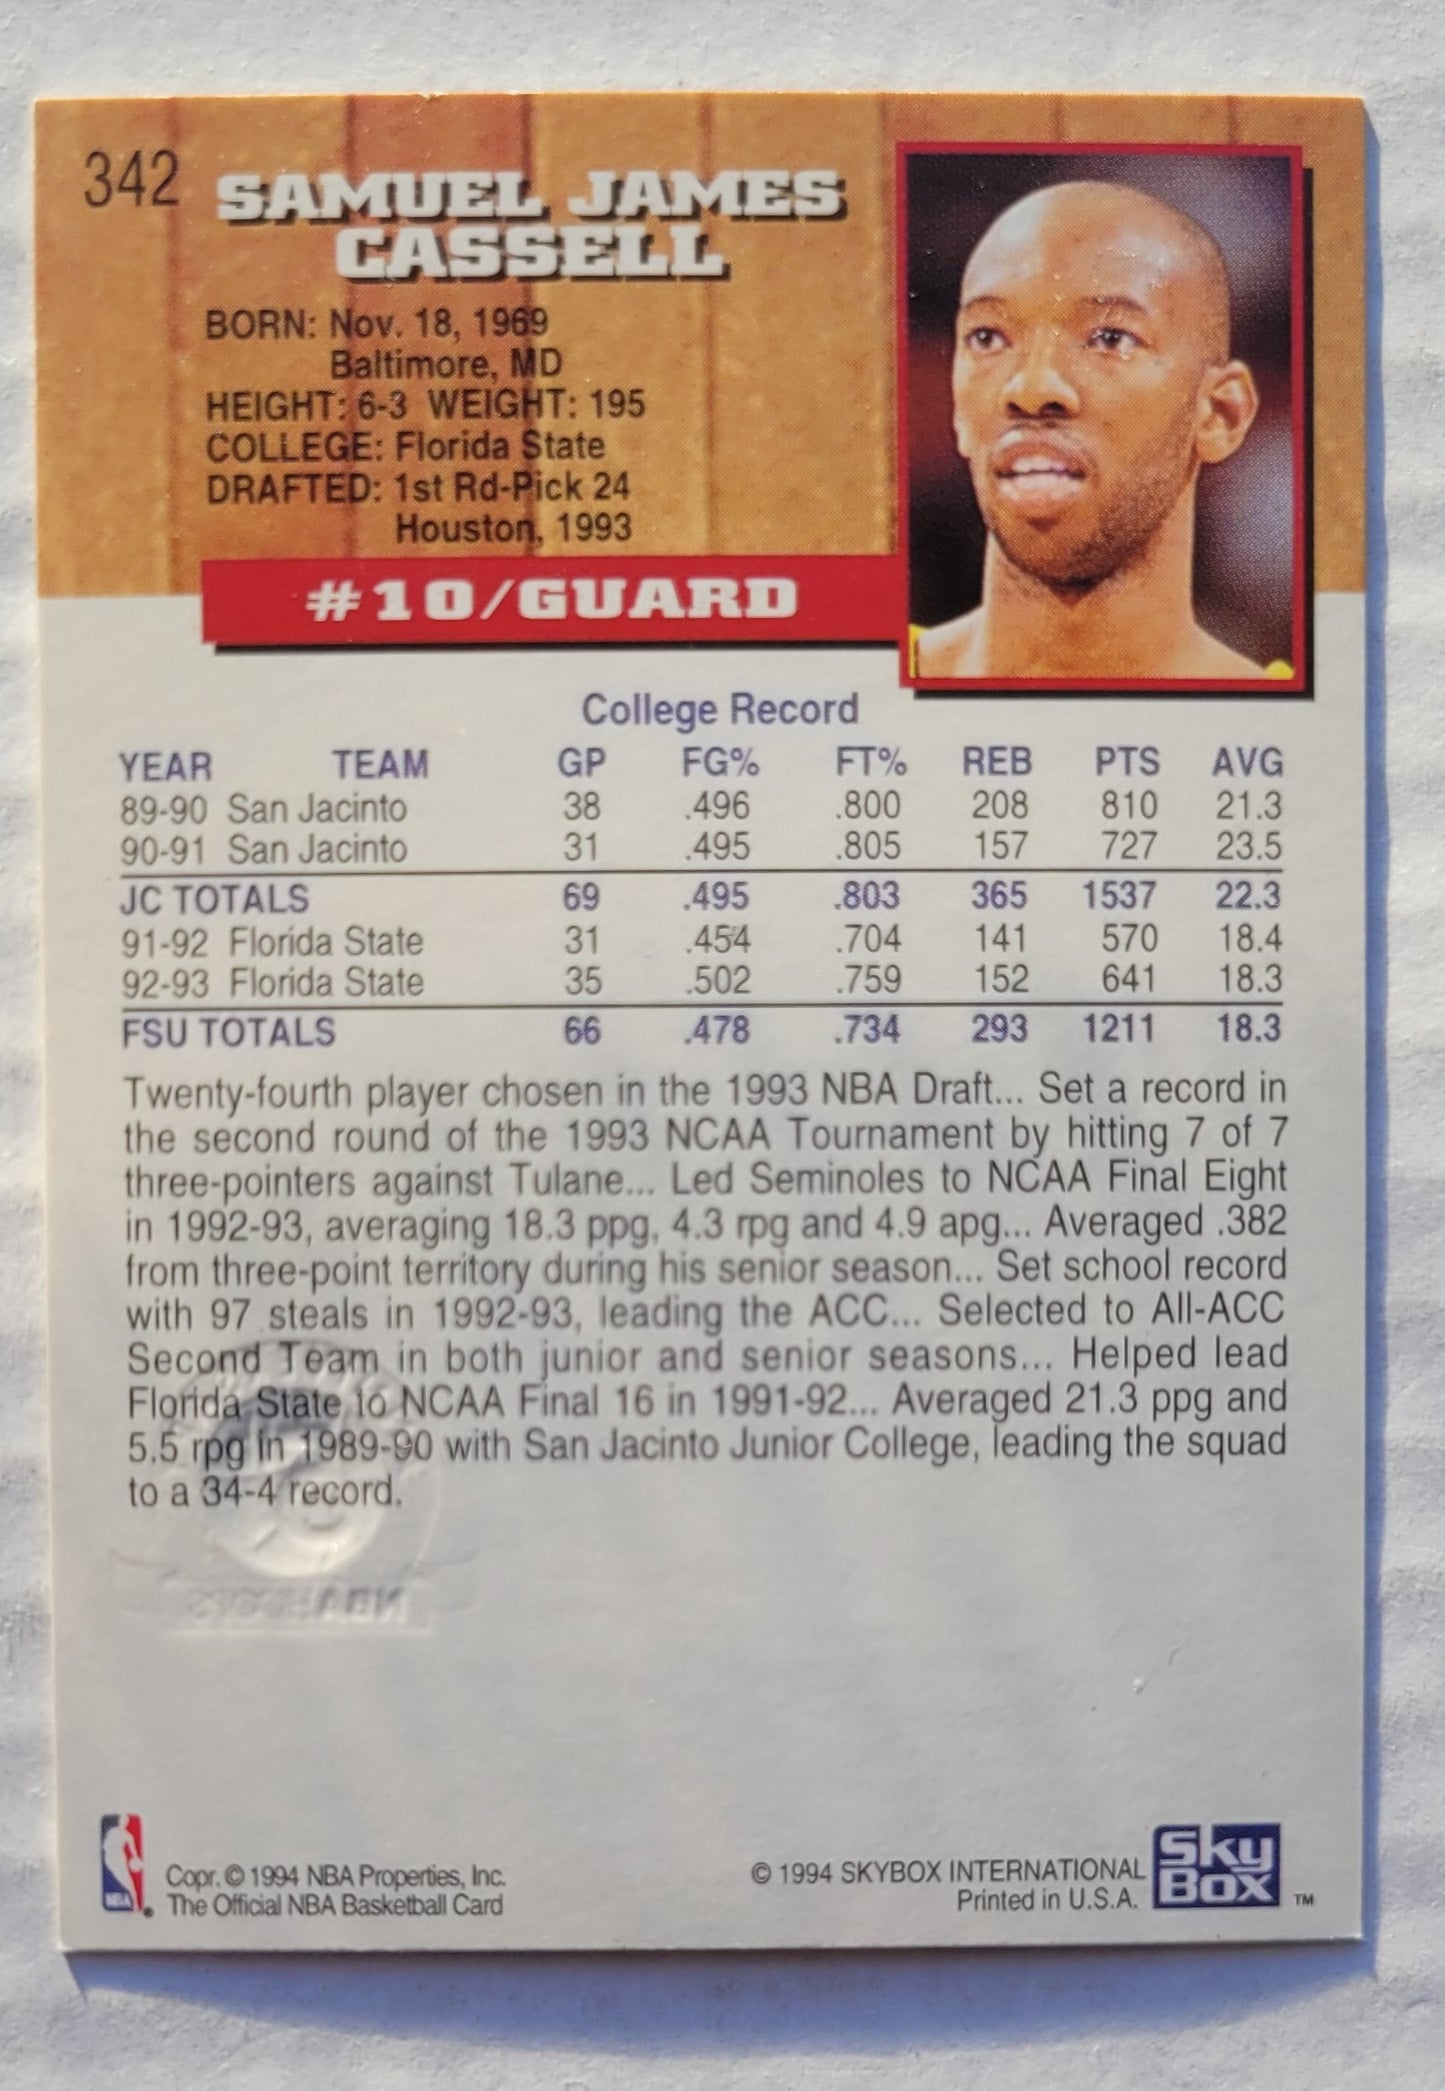 342
SAMUEL JAMES
CASSELL
BORN: Nov. 18, 1969
Baltimore, MD
HEIGHT: 6-3 WEIGHT: 195
COLLEGE: Florida State
DRAFTED: 1st Rd-Pick 24
Houston, 1993
#10/GUARD
College Record
YEAR TEAM GP FG% FT% REB PTS AVG
89-90 San Jacinto 38 .496 .800 208 810 21.3
90-91 San Jacinto 31 .495 .805 157 727 23.5
JC TOTALS 69 .495 .803 365 1537 22.3
91-92 Florida State 31 .454 .704 141 570 18.4
92-93 Florida State 35 .502 .759 152 641 18.3
FSU TOTALS 66 .478 .734 293 1211 18.3
Twenty-fourth player chosen in the 1993 NBA Draft... Set a record in
the second round of the 1993 NCAA Tournament by hitting 7 of 7
three-pointers against Tulane... Led Seminoles to NCAA Final Eight
in 1992-93, averaging 18.3 ppg, 4.3 rpg and 4.9 apg... Averaged .382
from three-point territory during his senior season... Set school record
with 97 steals in 1992-93, leading the ACC... Selected to All-ACC
Second Team in both junior and senior seasons... Helped lead
Florida State to NCAA Final 16 in 1991-92... Averaged 21.3 ppg and
5.5 rpg in 1989-90 with San Jacinto Junior College, leading the squad
to a 34-4 record.
NBA
Copr. © 1994 NBA Properties, Inc.
The Official NBA Basketball Card
© 1994 SKYBOX INTERNATIONAL
Printed in U.S.A.
Sky
Box
™